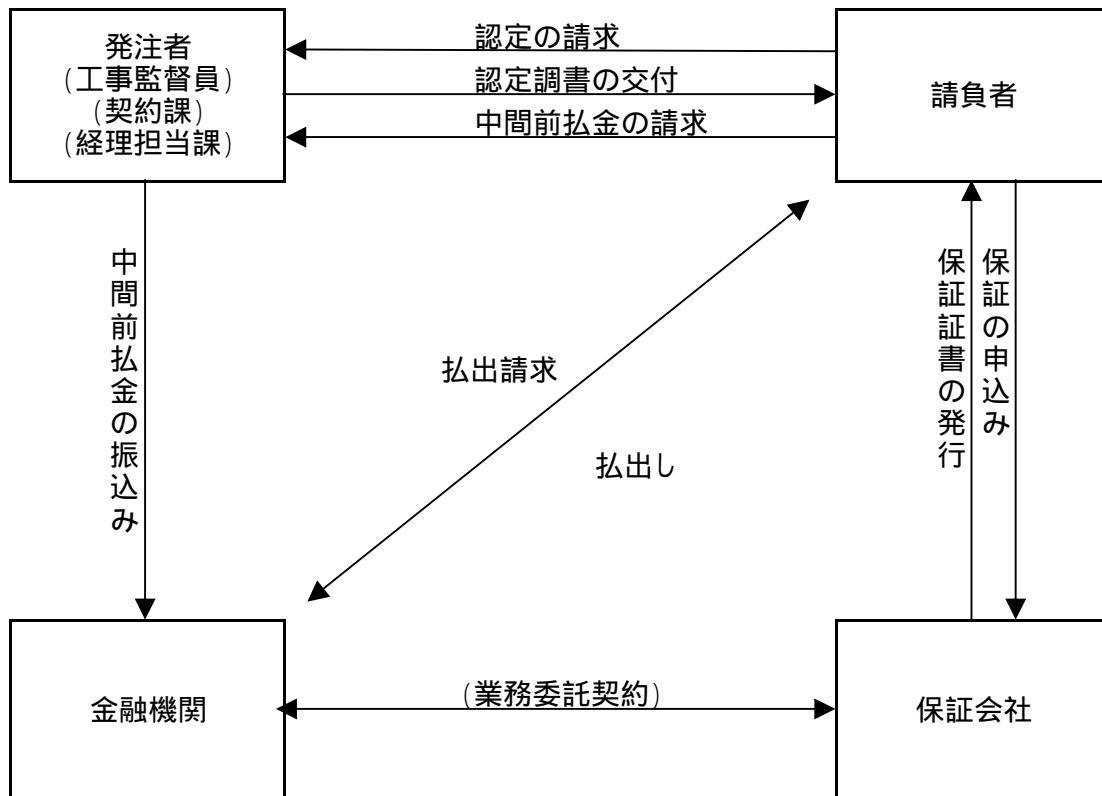 発注者
(工事監督員)
(契約課)
(経理担当課)
認定の請求
認定調書の交付
中間前払金の請求
請負者
中間前払金の振込み
払出請求
払出し
保証証書の発行
保証の申込み
金融機関
(業務委託契約)
保証会社